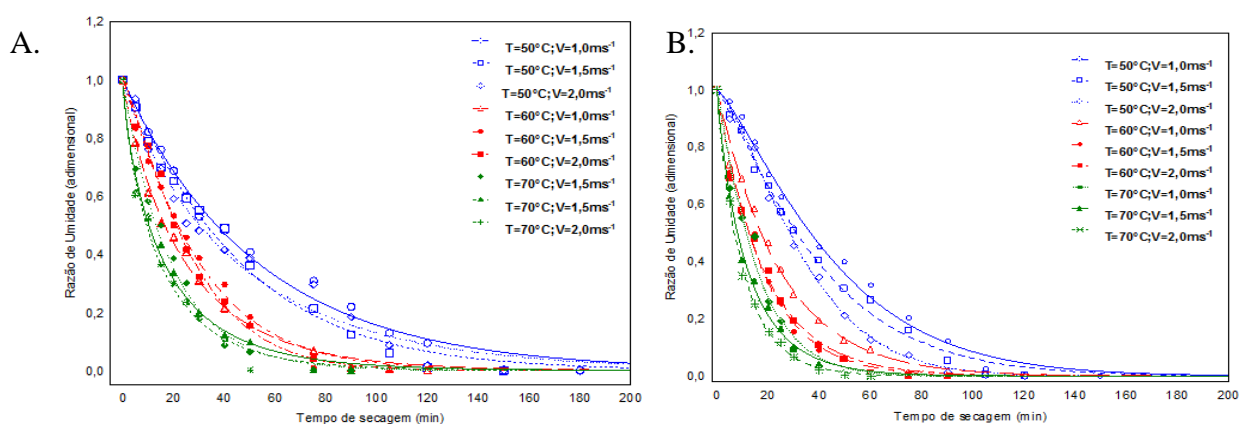 A.
Razão de Umidade (adimensional)
1,2
1,0
0,8
0,6
0,4
0,2
0,0
T=50°C;V=1,0ms-1
T=50°C;V=1,5ms-1
T=50°C;V=2,0ms-1
T=60°C;V=1,0ms-1
T=60°C;V=1,5ms-1
T=60°C;V=2,0ms-1
T=70°C;V=1,5ms-1
T=70°C;V=1,5ms-1
T=70°C;V=2,0ms-1
0 20 40 60 80 100 120 140 160 180 200
Tempo de secagem (min)
B.
Razão de Umidade (adimensional)
1,2
1,0
0,8
0,6
0,4
0,2
0,0
T=50°C;V=1,0ms-1
T=50°C;V=1,5ms-1
T=50°C;V=2,0ms-1
T=60°C;V=1,0ms-1
T=60°C;V=1,5ms-1
T=60°C;V=2,0ms-1
T=70°C;V=1,0ms-1
T=70°C;V=1,5ms-1
T=70°C;V=2,0ms-1
0 20 40 60 80 100 120 140 160 180 200
Tempo de secagem (min)